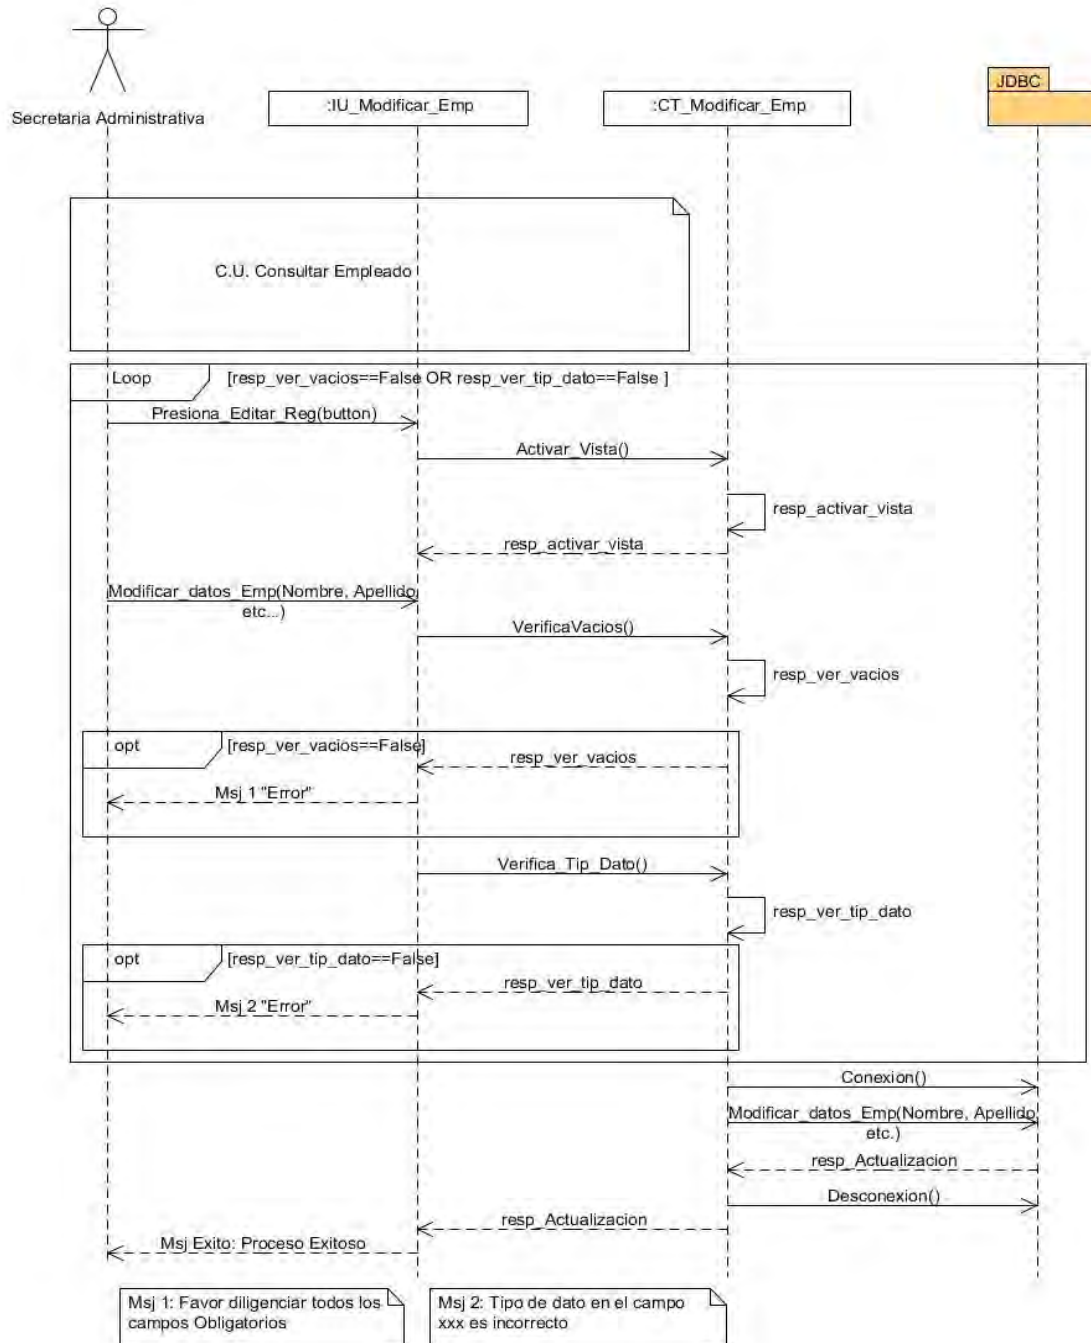 JDBC
:IU_Modificar_Emp
:CT_Modificar_Emp
Secretaria Administrativa
C.U. Consultar Empleado
Loop
[resp_ver_vacios==False OR resp_ver_tip_dato==False ]
Presiona_Editar_Reg(button)
Activar_Vista()
resp_activar_vista
resp_activar_vista
Modificar_datos_Emp(Nombre, Apellido
etc...)
VerificaVacios()
resp_ver_vacios
opt
[resp_ver_vacios==False]
resp_ver_vacios
Msj 1 "Error"
Verifica_Tip_Dato()
resp_ver_tip_dato
opt
[resp_ver_tip_dato==False]
resp_ver_tip_dato
Msj 2 "Error"
Conexion()
Modificar_datos_Emp(Nombre, Apellido
etc.)
resp_Actualizacion
Desconexion()
resp_Actualizacion
Msj Exito: Proceso Exitoso
Msj 1: Favor diligenciar todos los
campos Obligatorios
Msj 2: Tipo de dato en el campo
xxx es incorrecto